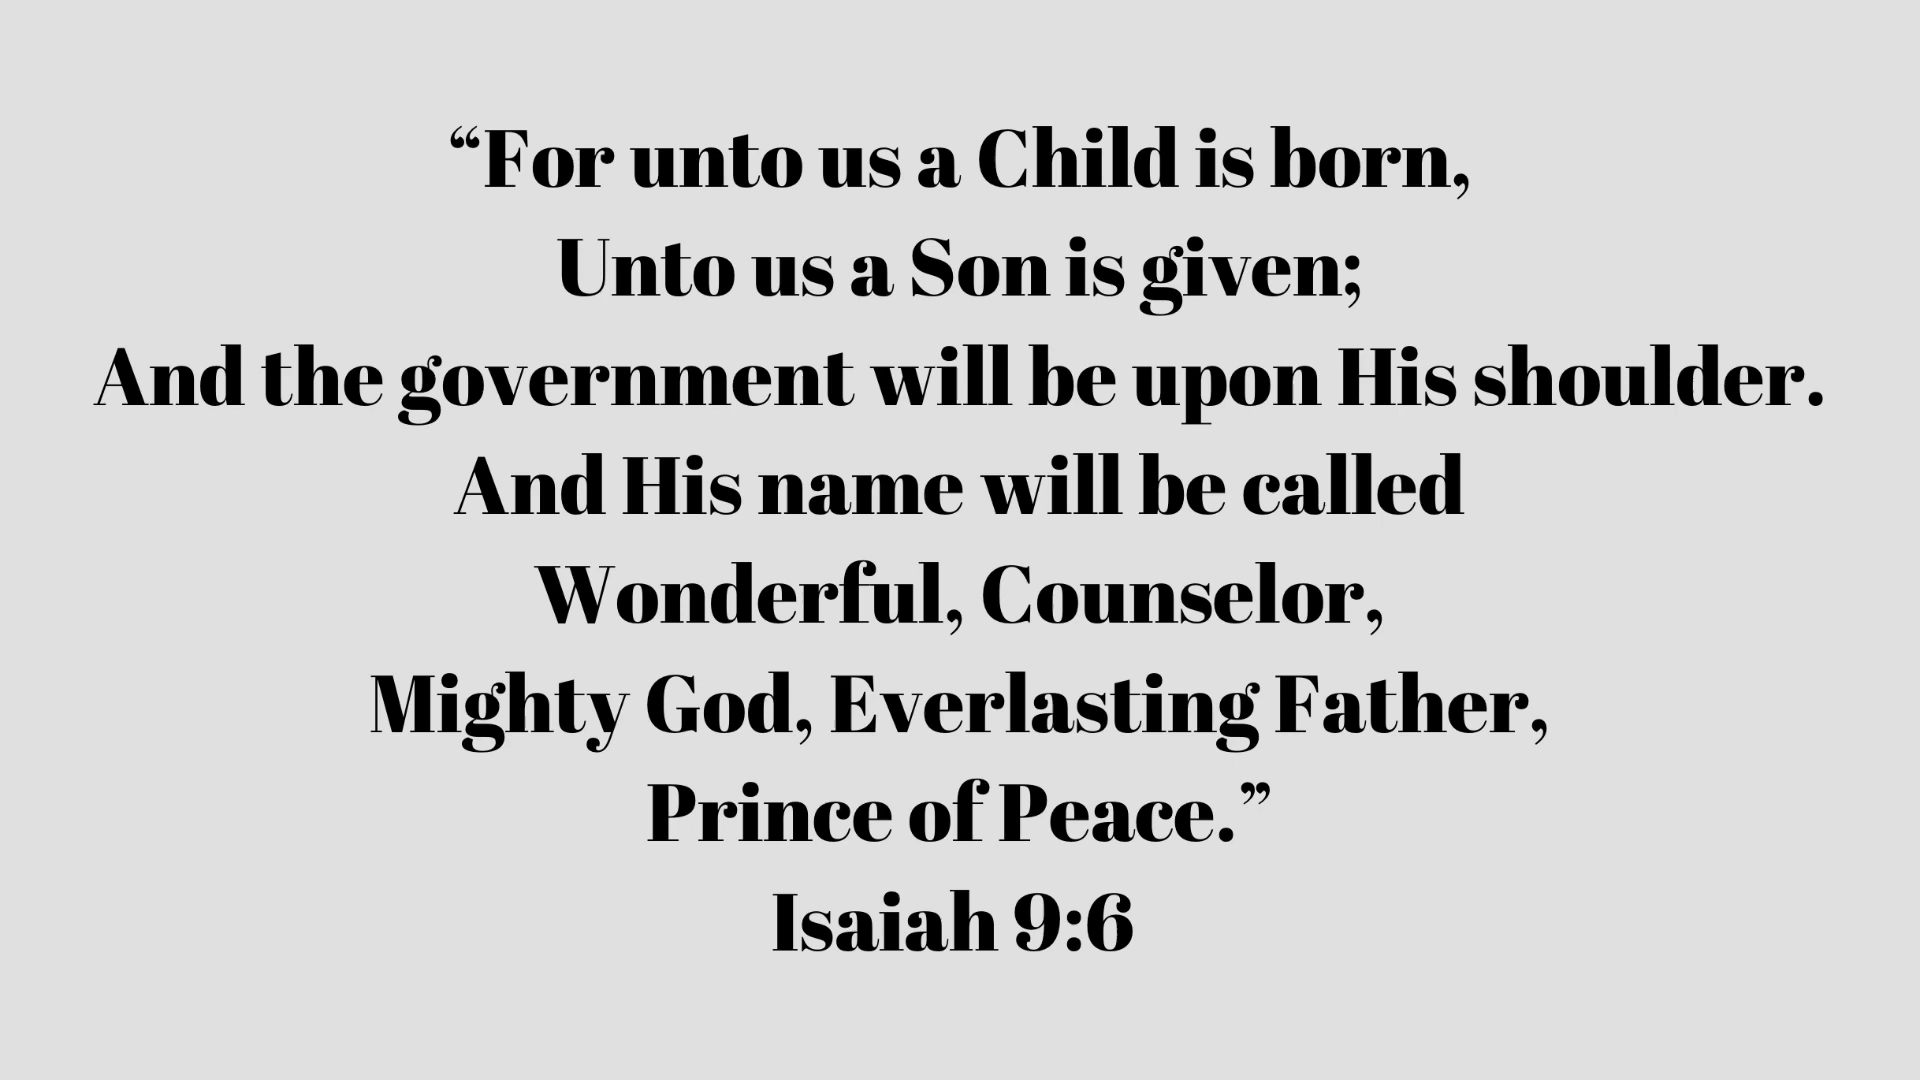 “For unto us a Child is born,
Unto us a Son is given;
And the government will be upon His shoulder.
And His name will be called
Wonderful, Counselor,
Mighty God, Everlasting Father,
Prince of Peace.”
Isaiah 9:6